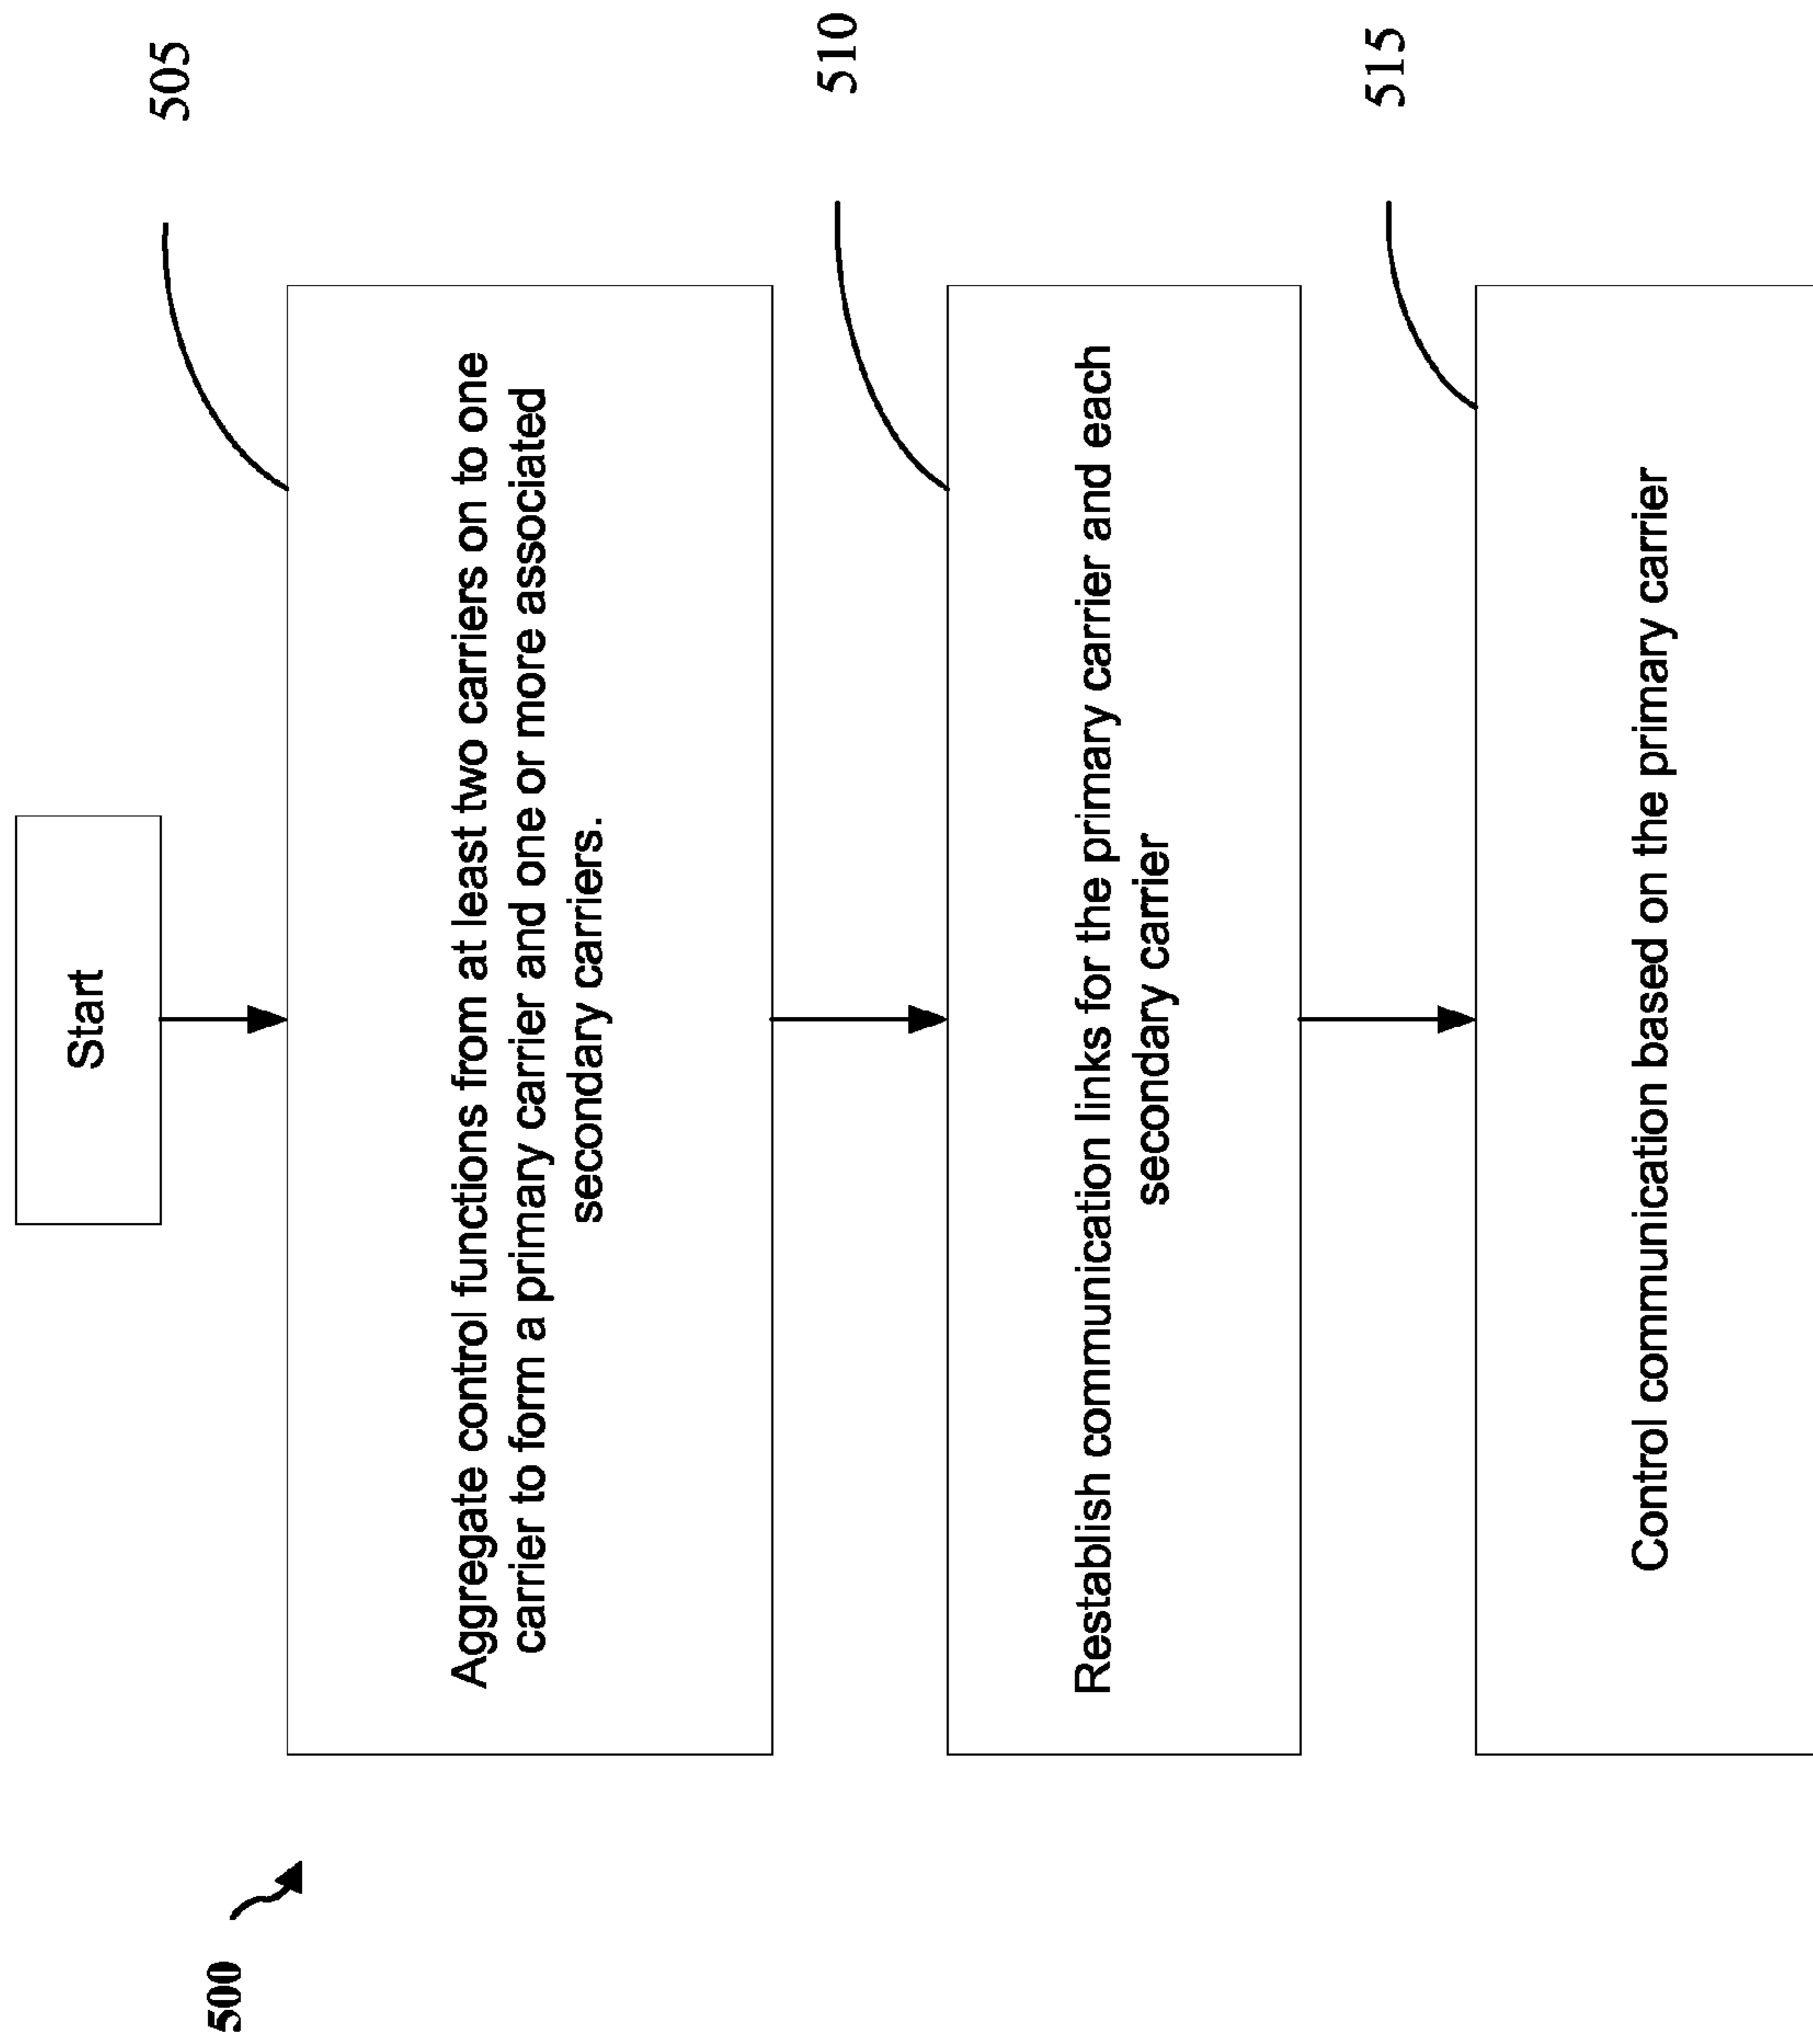 500
Start
505
Aggregate control functions from at least two carriers on to one
carrier to form a primary carrier and one or more associated
secondary carriers.
510
Restablish communication links for the primary carrier and each
secondary carrier
515
Control communication based on the primary carrier